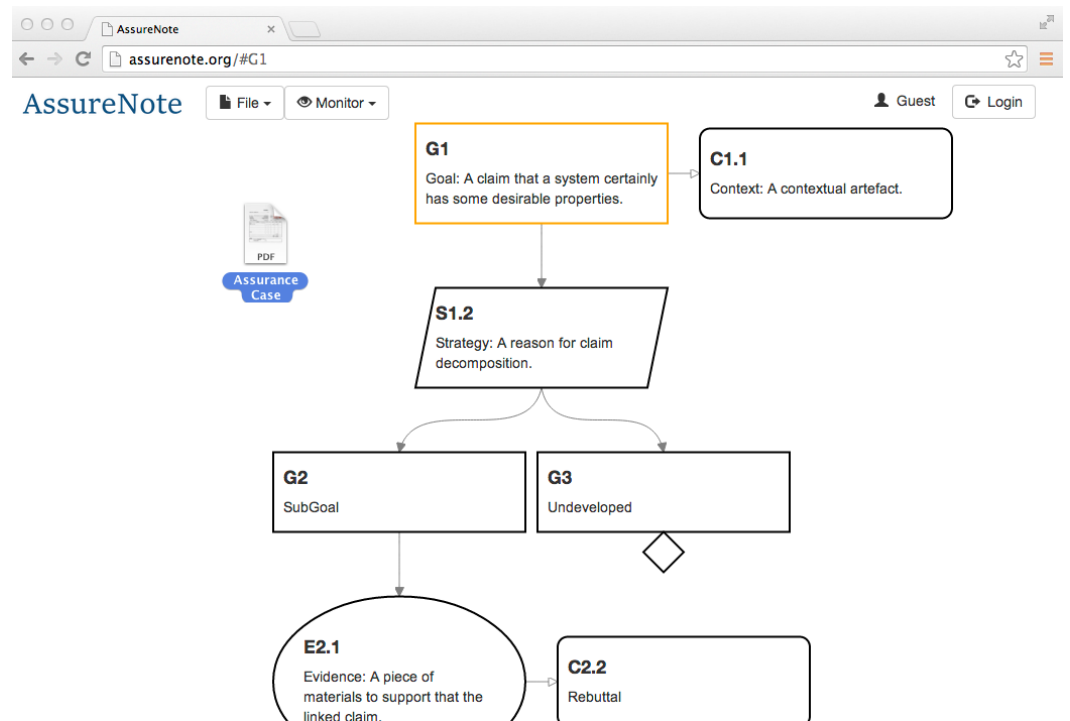 AssureNote
assurenote.org/#G1
AssureNote
File
Monitor
Guest
Login
G1
Goal: A claim that a system certainly
has some desirable properties.
C1.1
Context: A contextual artefact.
PDF
Assurance
Case
S1.2
Strategy: A reason for claim
decomposition.
G2
SubGoal
G3
Undeveloped
E2.1
Evidence: A piece of
materials to support that the
linked claim.
C2.2
Rebuttal